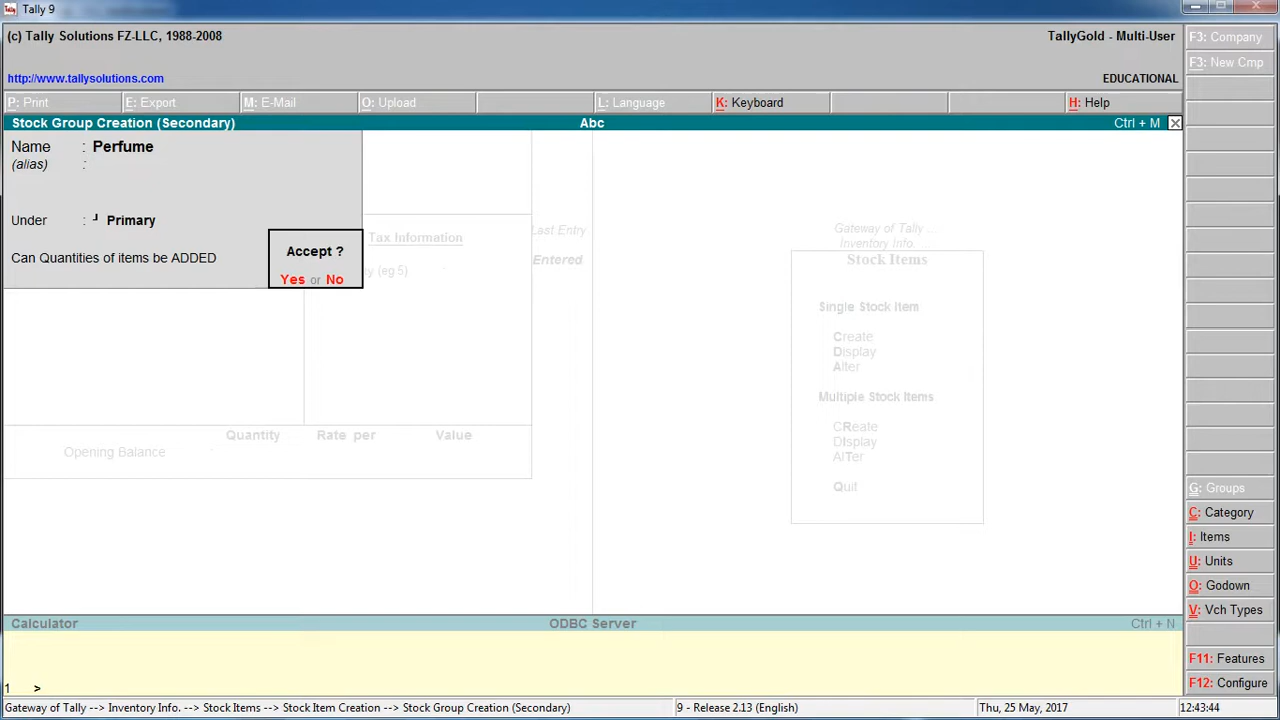 Tally 9
(c) Tally Solutions FZ-LLC, 1988-2008
TallyGold - Multi-User
http://www.tallysolutions.com
EDUCATIONAL
P: Print
E: Export
M: E-Mail
O: Upload
L: Language
K: Keyboard
H: Help
Stock Group Creation (Secondary)
Abc
Ctrl + M
Name : Perfume
(alias) :
Under : ┘ Primary
Can Quantities of items be ADDED
Accept ?
Yes or No
Tax Information
(eg 5)
Last Entry
Entered
Quantity Rate per Value
Opening Balance
Gateway of Tally ...
Inventory Info. ...
Stock Items
Single Stock Item
Create
Display
Alter
Multiple Stock Items
CReate
DIsplay
AlTer
Quit
F3: Company
F3: New Cmp
G: Groups
C: Category
I: Items
U: Units
O: Godown
V: Vch Types
F11: Features
F12: Configure
Calculator
ODBC Server
Ctrl + N
1 >
Gateway of Tally --> Inventory Info. --> Stock Items --> Stock Item Creation --> Stock Group Creation (Secondary)
9 - Release 2.13 (English)
Thu, 25 May, 2017
12:43:44